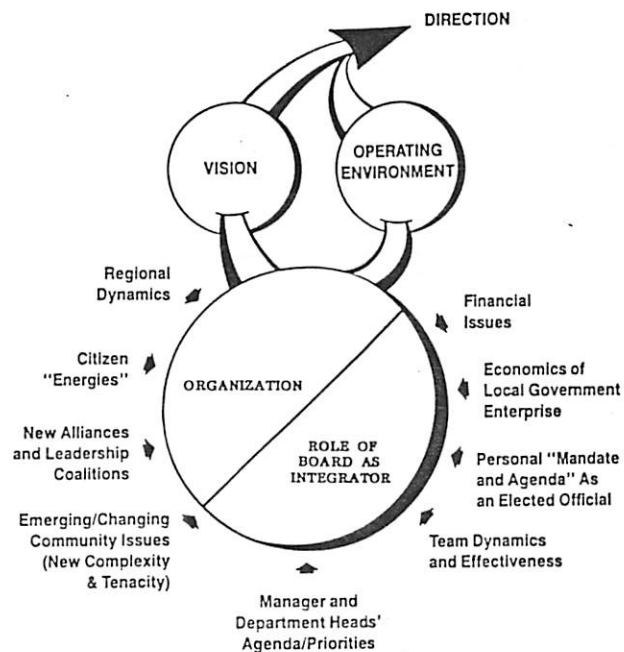 DIRECTION
VISION
OPERATING
ENVIRONMENT
Regional
Dynamics
Citizen
"Energies"
New Alliances
and Leadership
Coalitions
Emerging/Changing
Community Issues
(New Complexity
& Tenacity)
ORGANIZATION
ROLE OF
BOARD AS
INTEGRATOR
Financial
Issues
Economics of
Local Government
Enterprise
Personal "Mandate
and Agenda" As
an Elected Official
Team Dynamics
and Effectiveness
Manager and
Department Heads'
Agenda/Priorities